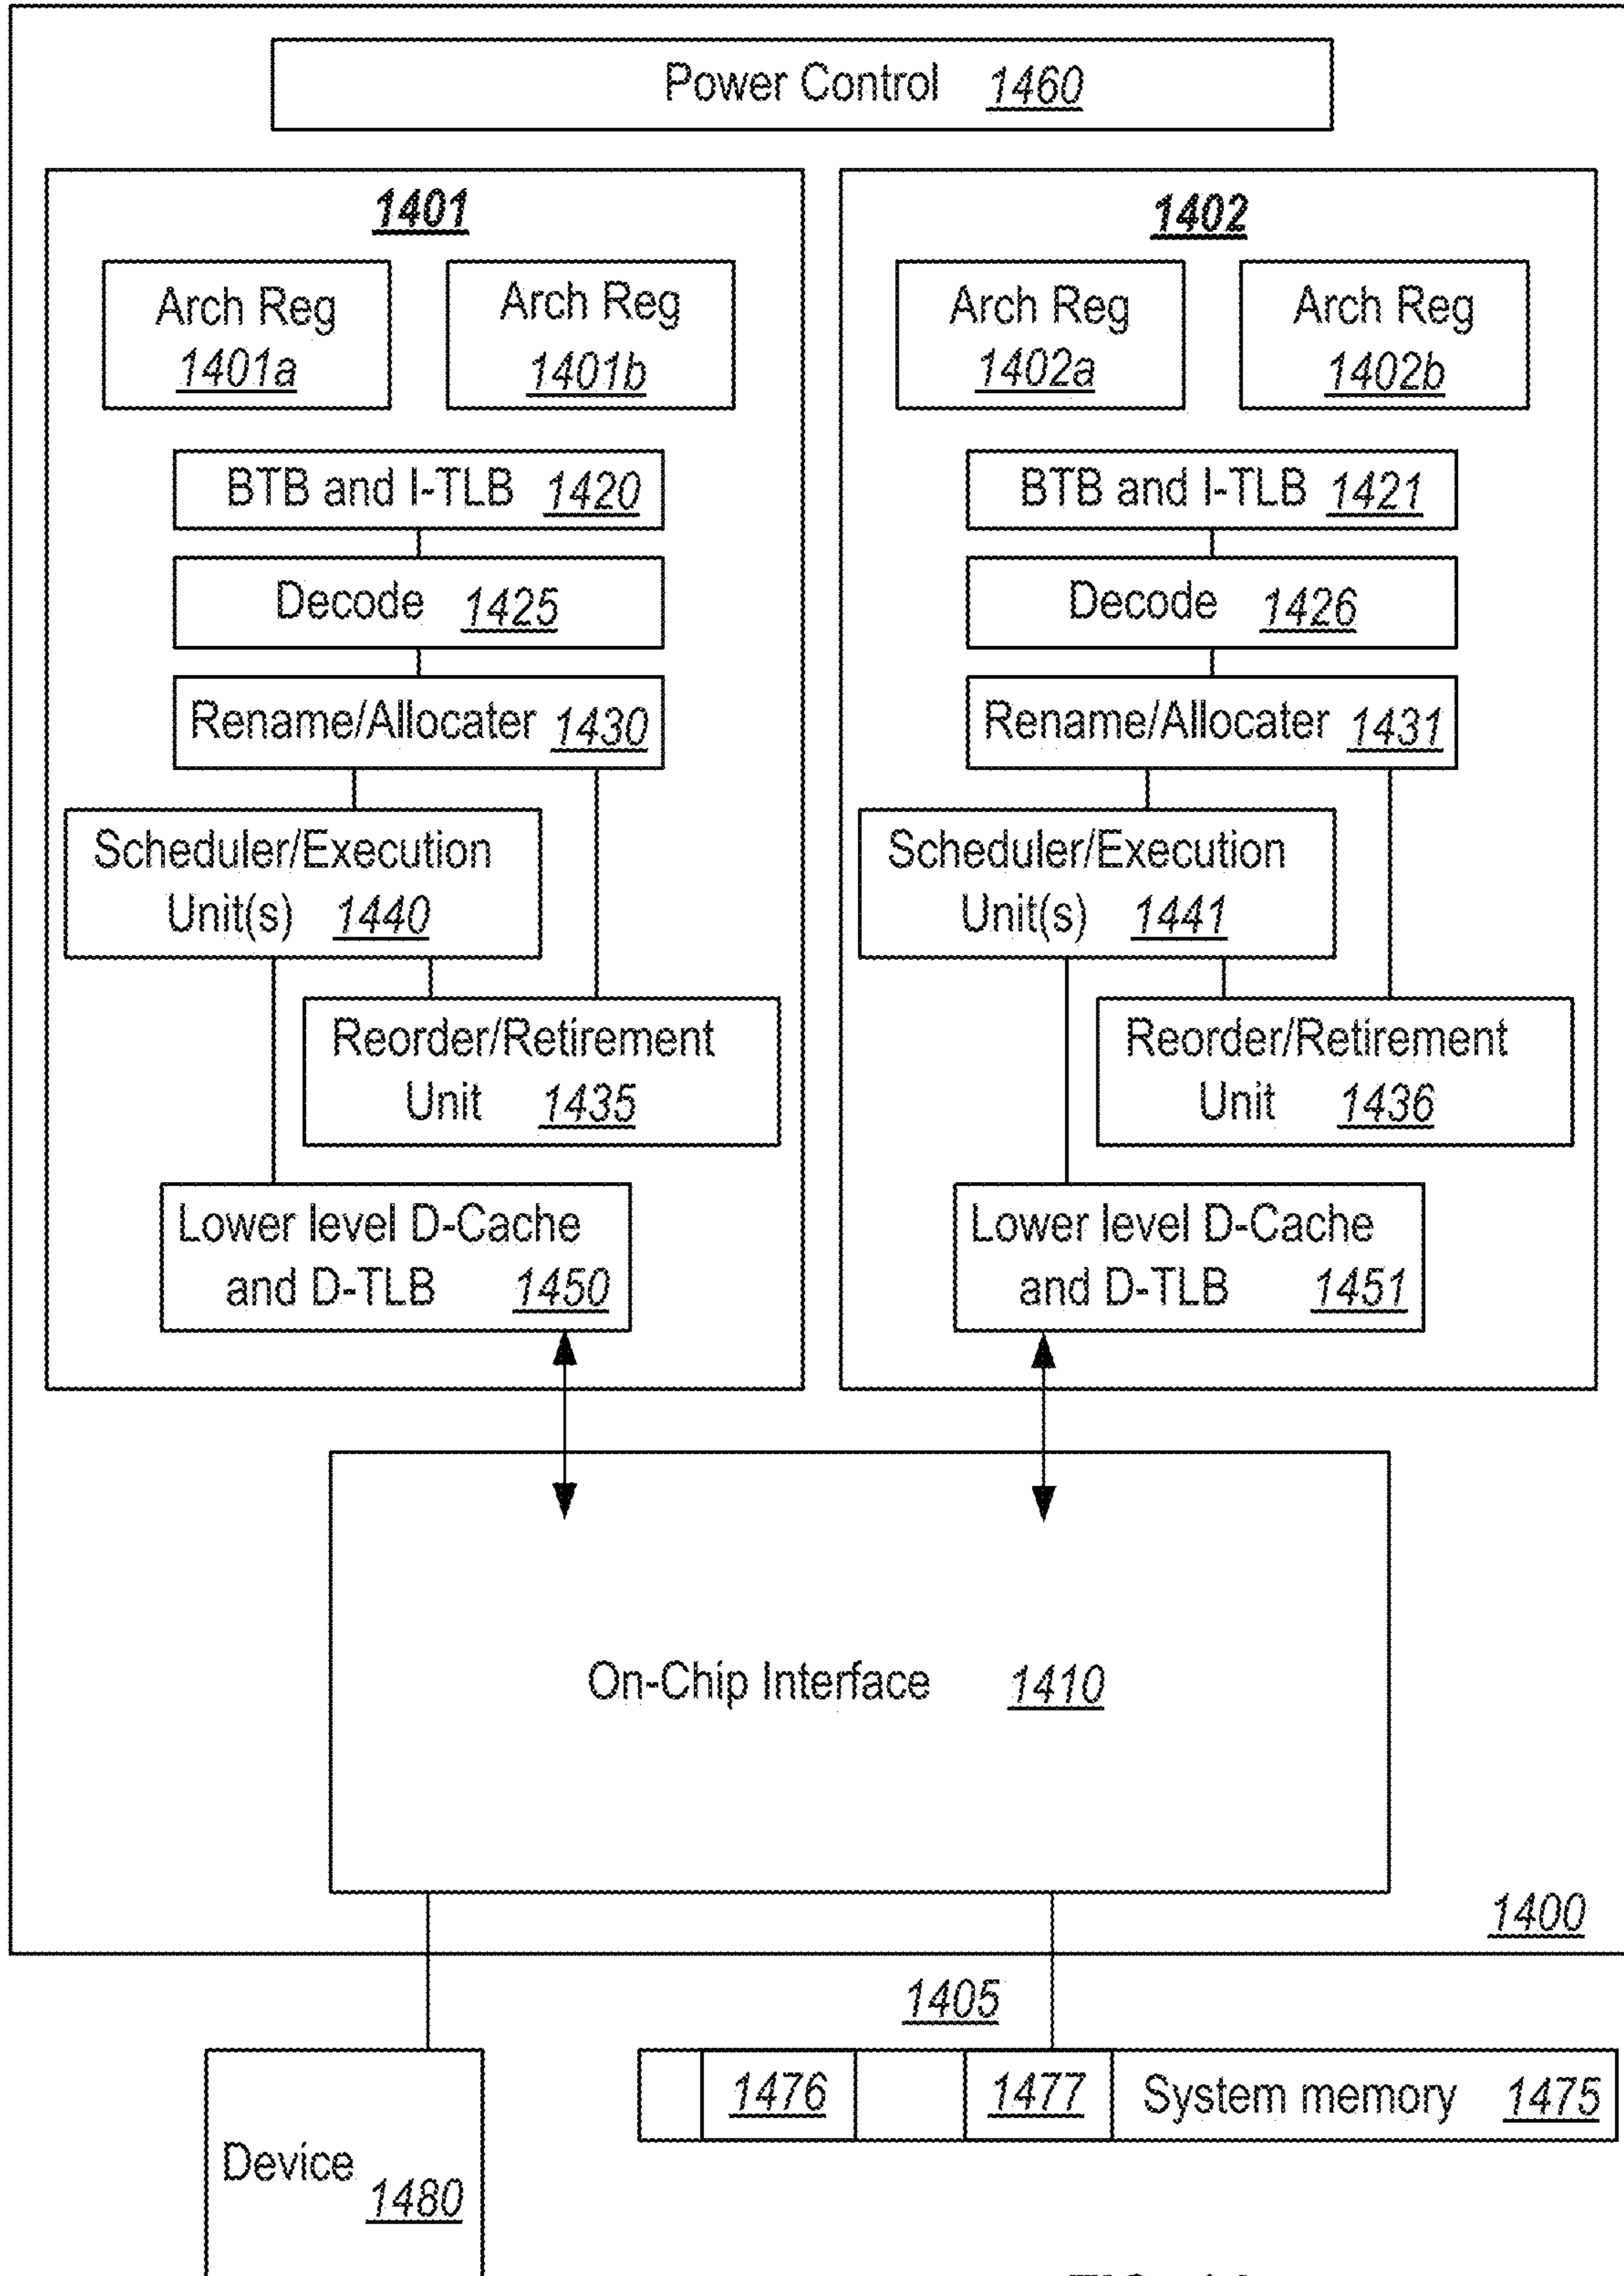 Power Control 1460
1401
Arch Reg
1401a
Arch Reg
1401b
BTB and I-TLB 1420
Decode 1425
Rename/Allocater 1430
Scheduler/Execution
Unit(s) 1440
Reorder/Retirement
Unit 1435
Lower level D-Cache
and D-TLB 1450
1402
Arch Reg
1402a
Arch Reg
1402b
BTB and I-TLB 1421
Decode 1426
Rename/Allocater 1431
Scheduler/Execution
Unit(s) 1441
Reorder/Retirement
Unit 1436
Lower level D-Cache
and D-TLB 1451
On-Chip Interface 1410
1400
1405
1476
1477
System memory 1475
Device 1480